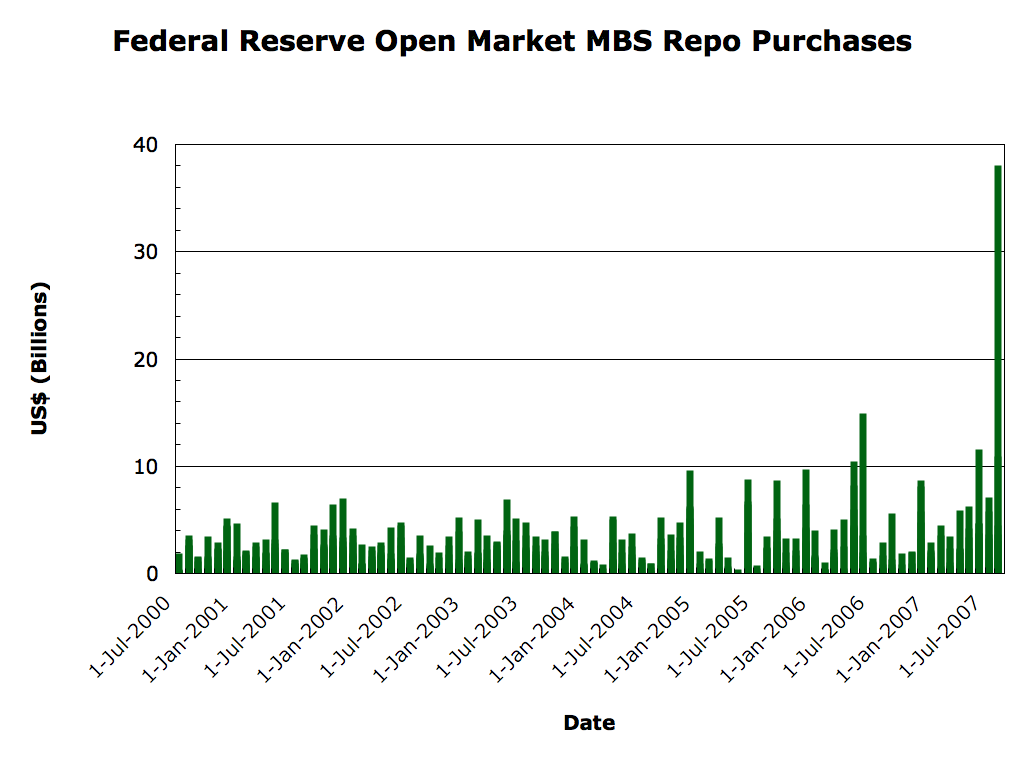 Federal Reserve Open Market MBS Repo Purchases
40
30
20
10
0
US$ (Billions)
1-Jul-2000
1-Jan-2001
1-Jul-2001
1-Jan-2002
1-Jul-2002
1-Jan-2003
1-Jul-2003
1-Jan-2004
1-Jul-2004
1-Jan-2005
1-Jul-2005
1-Jan-2006
1-Jul-2006
1-Jan-2007
1-Jul-2007
Date